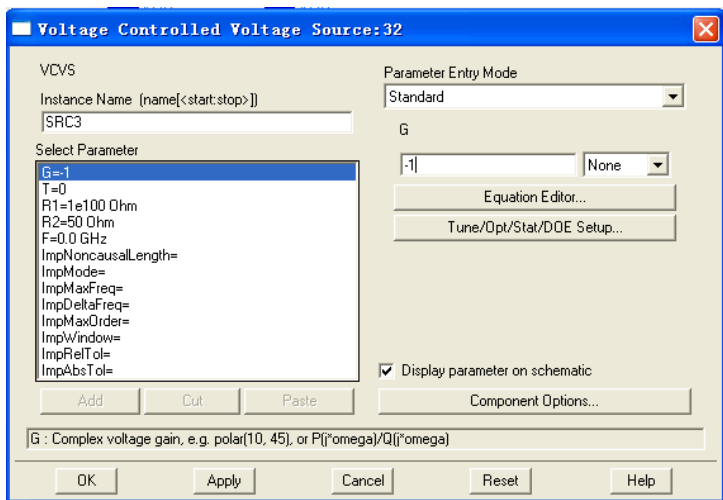 Voltage Controlled Voltage Source:32
VCVS
Instance Name (name[<start:stop>])
SRC3
Select Parameter
G=-1
T=0
R1=1e100 Ohm
R2=50 Ohm
F=0.0 GHz
ImpNoncausalLength=
ImpMode=
ImpMaxFreq=
ImpDeltaFreq=
ImpMaxOrder=
ImpWindow=
ImpRelTol=
ImpAbsTol=
Add Cut Paste
Parameter Entry Mode
Standard
G
-1 None
Equation Editor...
Tune/Opt/Stat/DOE Setup...
Display parameter on schematic
Component Options...
G : Complex voltage gain, e.g. polar(10, 45), or P(j*omega)/Q(j*omega)
OK Apply Cancel Reset Help